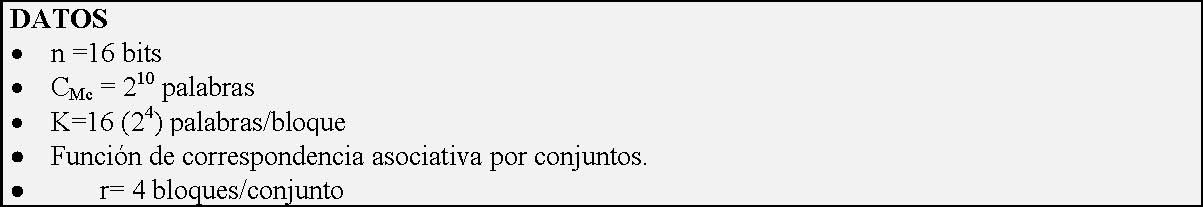 DATOS
• n =16 bits
• C_Mc = 2^10 palabras
• K=16 (2^4) palabras/bloque
• Función de correspondencia asociativa por conjuntos.
• r= 4 bloques/conjunto